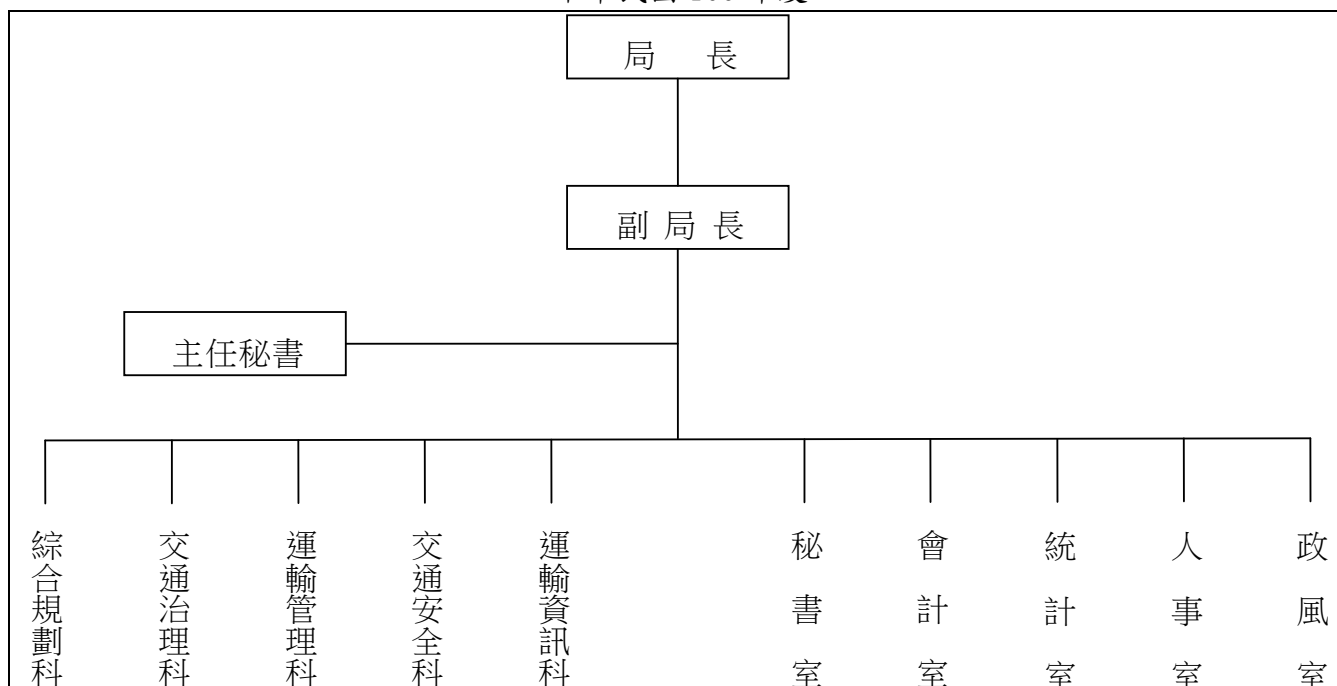 局 長
副 局 長
主任秘書
綜合規劃科
交通治理科
運輸管理科
交通安全科
運輸資訊科
秘書室
會計室
統計室
人事室
政風室